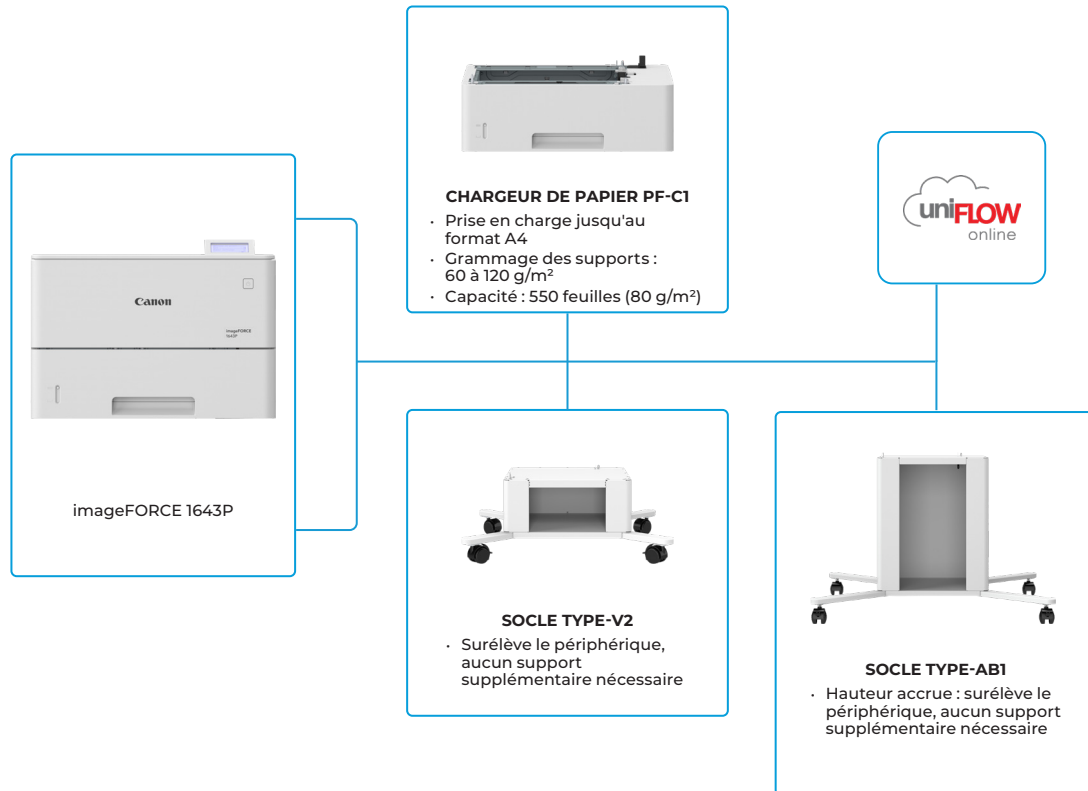 Canon
imageFORCE
1643P
imageFORCE 1643P
CHARGEUR DE PAPIER PF-C1
· Prise en charge jusqu'au
format A4
· Grammage des supports :
60 à 120 g/m²
· Capacité : 550 feuilles (80 g/m²)
uniFLOW
online
SOCLE TYPE-V2
· Surélève le périphérique,
aucun support
supplémentaire nécessaire
SOCLE TYPE-AB1
· Hauteur accrue : surélève le
périphérique, aucun support
supplémentaire nécessaire